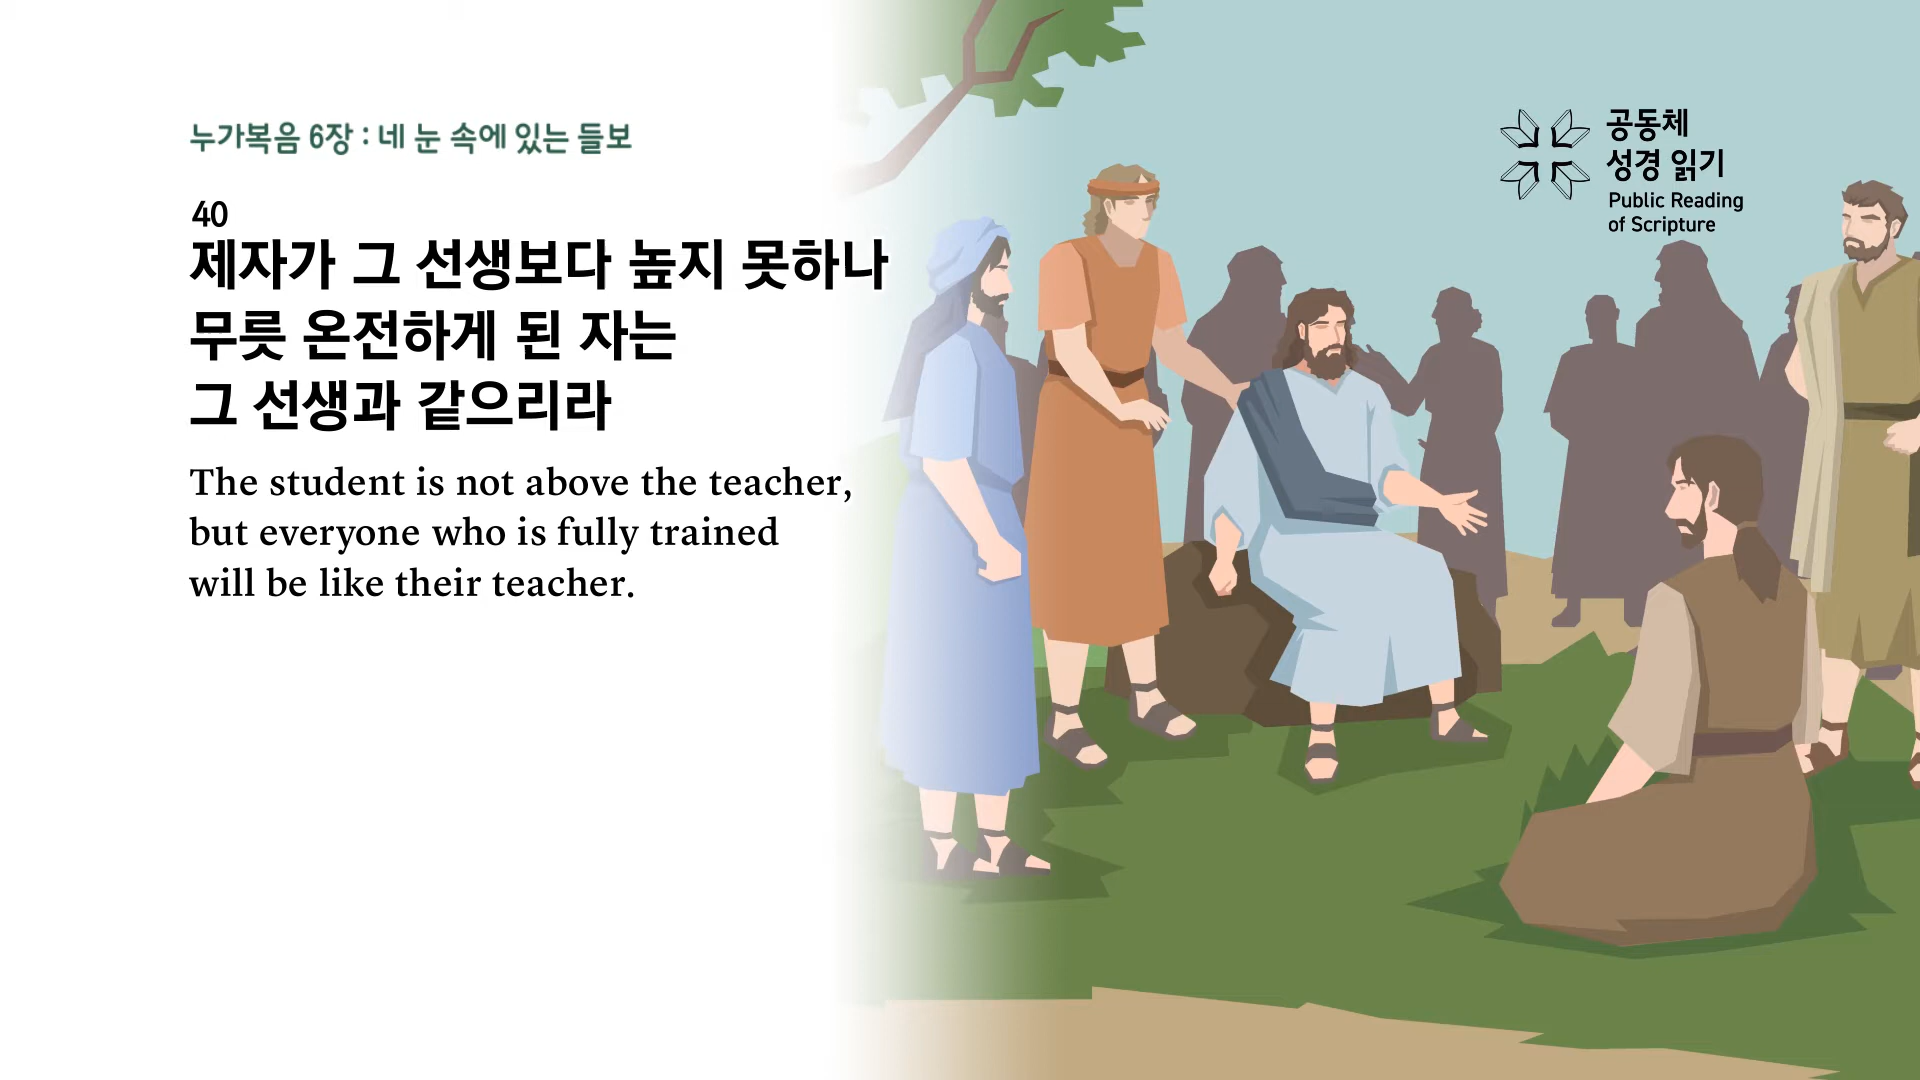 누가복음 6장 : 네 눈 속에 있는 들보
40
제자가 그 선생보다 높지 못하나
무릇 온전하게 된 자는
그 선생과 같으리라
The student is not above the teacher,
but everyone who is fully trained
will be like their teacher.
공동체
성경 읽기
Public Reading
of Scripture